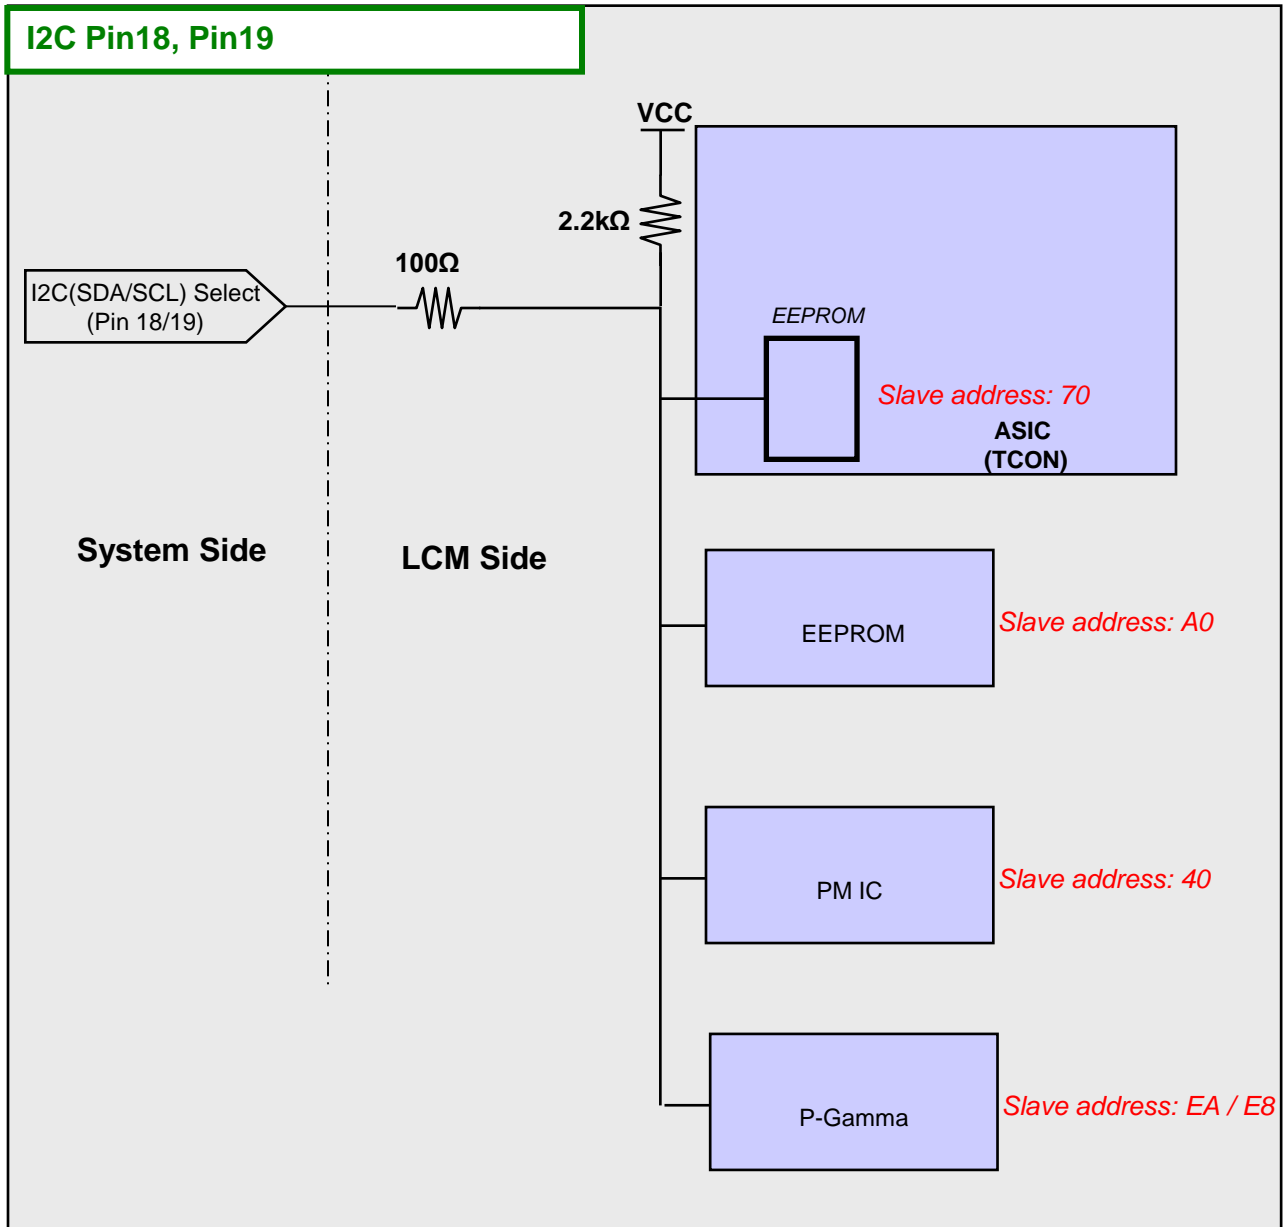 I2C Pin18, Pin19
VCC
2.2kΩ
100Ω
I2C(SDA/SCL) Select
(Pin 18/19)
EEPROM
Slave address: 70
ASIC
(TCON)
System Side
LCM Side
EEPROM
Slave address: A0
PM IC
Slave address: 40
P-Gamma
Slave address: EA / E8